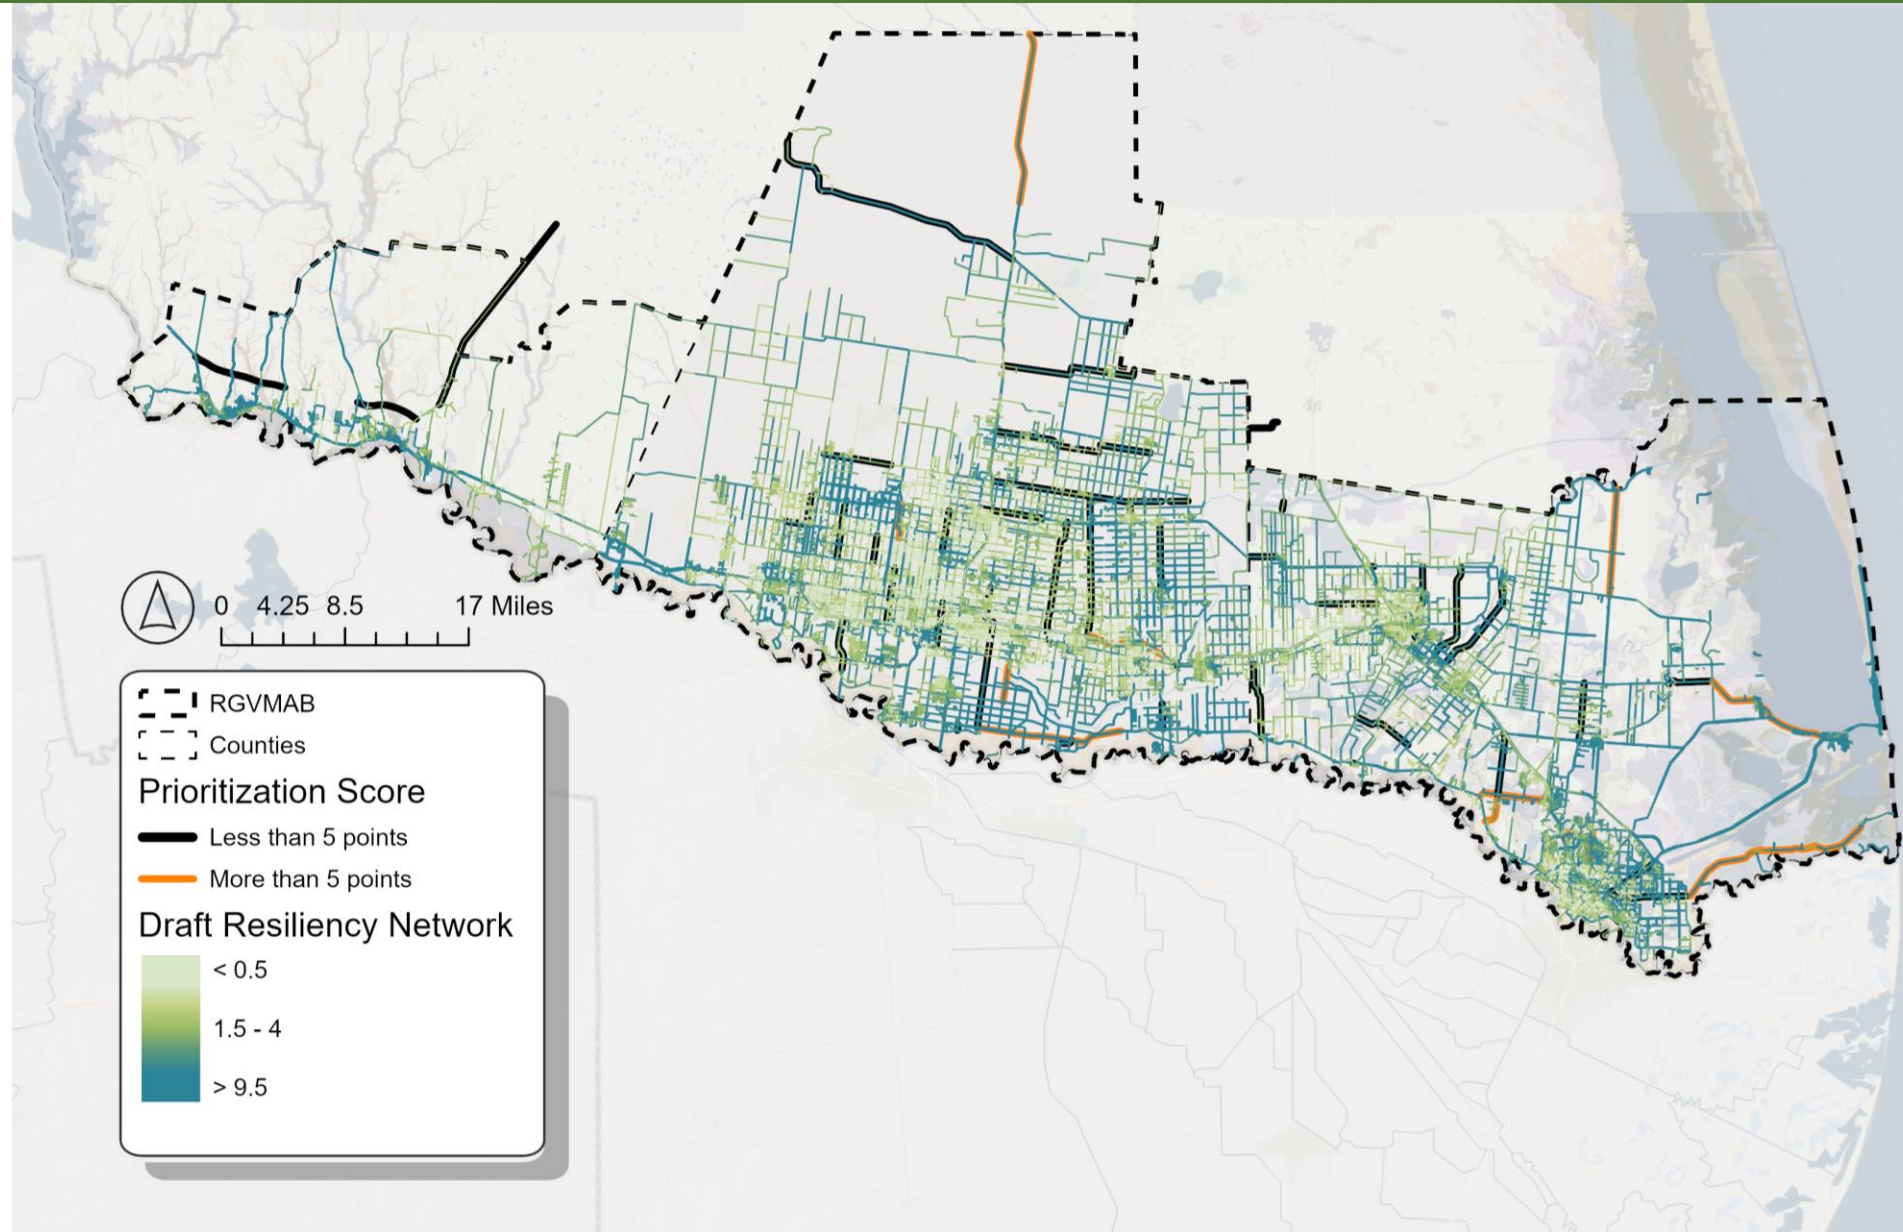 0 4.25 8.5 17 Miles
RGVMAB
Counties
Prioritization Score
Less than 5 points
More than 5 points
Draft Resiliency Network
< 0.5
1.5 - 4
> 9.5